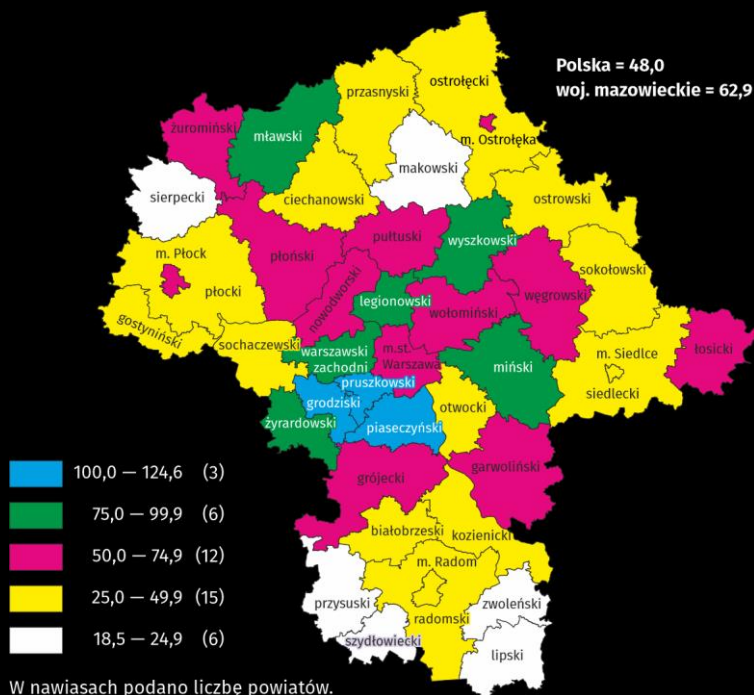 Polska = 48,0
woj. mazowieckie = 62,9
ostrołęcki
przasnyski
żuromiński
mławski
m. Ostrołęka
makowski
sierpecki
ciechanowski
ostrowski
pułtuski
wyszkowski
m. Płock
płoński
sokołowski
płocki
nowodworski
legionowski
wołomiński
węgrowski
gostyniński
sochaczewski
warszawski
zachodni
m.st.
Warszawa
miński
m. Siedlce
siedlecki
łosicki
pruszkowski
grodziski
piaseczyński
otwocki
żyrardowski
grójecki
garwoliński
100,0 — 124,6 (3)
75,0 — 99,9 (6)
50,0 — 74,9 (12)
25,0 — 49,9 (15)
18,5 — 24,9 (6)
białobrzeski
kozienicki
m. Radom
przysuski
radomski
zwoleński
szydłowiecki
lipski
W nawiasach podano liczbę powiatów.